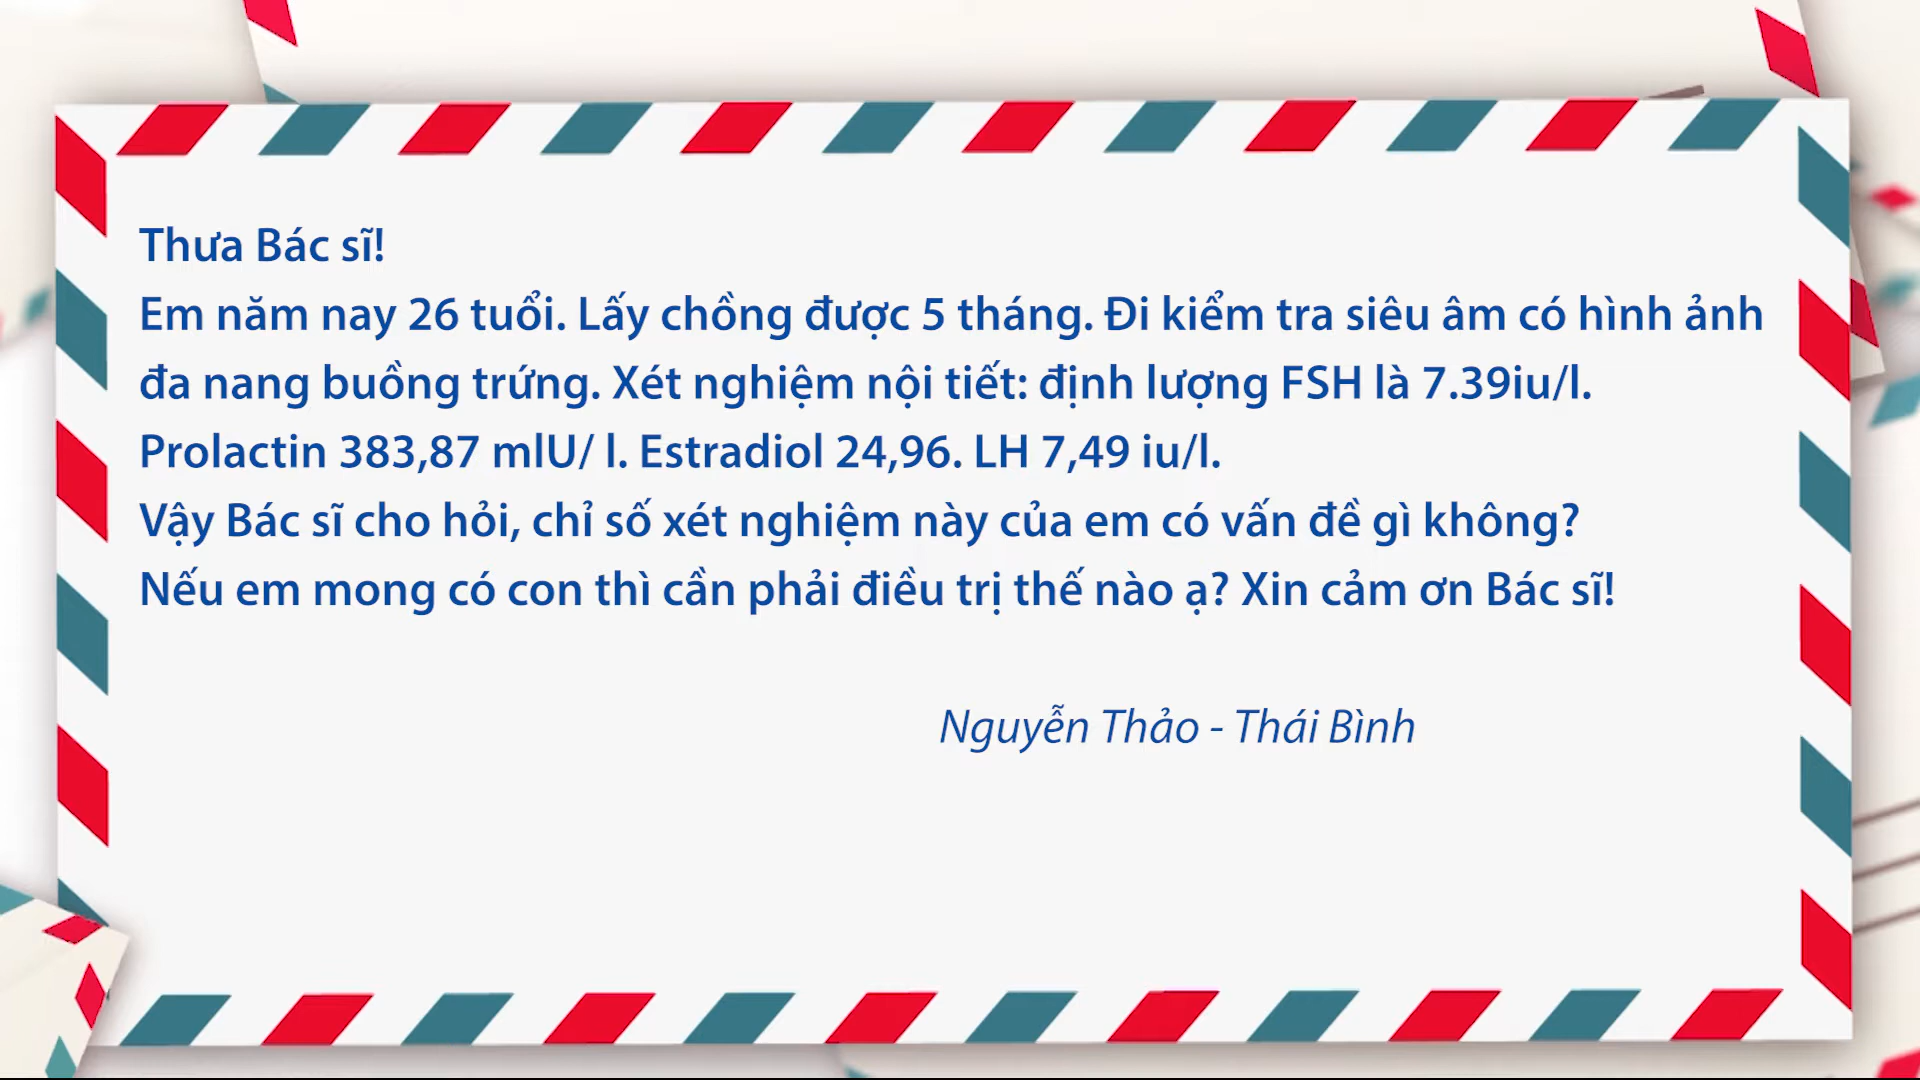 Thưa Bác sĩ!
Em năm nay 26 tuổi. Lấy chồng được 5 tháng. Đi kiểm tra siêu âm có hình ảnh
đa nang buồng trứng. Xét nghiệm nội tiết: định lượng FSH là 7.39iu/l.
Prolactin 383,87 mlU/ l. Estradiol 24,96. LH 7,49 iu/l.
Vậy Bác sĩ cho hỏi, chỉ số xét nghiệm này của em có vấn đề gì không?
Nếu em mong có con thì cần phải điều trị thế nào ạ? Xin cảm ơn Bác sĩ!
Nguyễn Thảo - Thái Bình